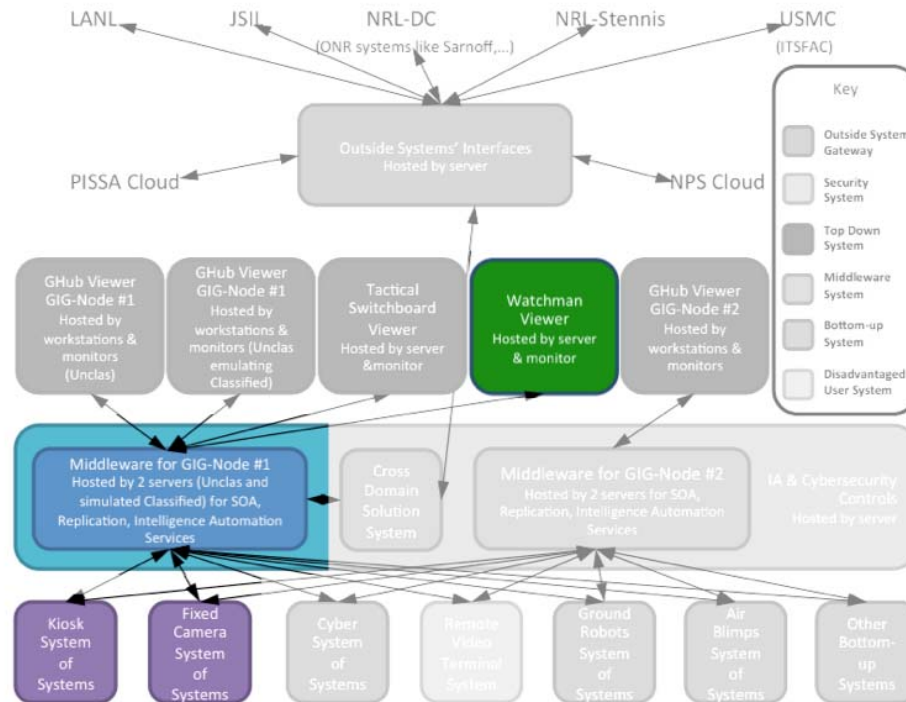 LANL JSIL NRL-DC NRL-Stennis USMC
(ONR systems like Sarnoff,...) (ITSFAC)
Key
Outside System
Gateway
Security
System
Top Down
System
Middleware
System
Bottom-up
System
Disadvantaged
User System
Outside Systems' Interfaces
Hosted by server
PISSA Cloud
NPS Cloud
GHub Viewer
GIG-Node #1
Hosted by
workstations &
monitors
(Unclas)
GHub Viewer
GIG-Node #1
Hosted by
workstations &
monitors (Unclas
emulating
Classified)
Tactical
Switchboard
Viewer
Hosted by server
&monitor
Watchman
Viewer
Hosted by server
& monitor
GHub Viewer
GIG-Node #2
Hosted by
workstations &
monitors
Middleware for GIG-Node #1
Hosted by 2 servers (Unclas and
simulated Classified) for SOA,
Replication, Intelligence Automation
Services
Cross
Domain
Solution
System
Middleware for GIG-Node #2
Hosted by 2 servers for SOA,
Replication, Intelligence Automation
Services
IA & Cybersecurity
Controls
Hosted by server
Kiosk
System
of
Systems
Fixed
Camera
System
of
Systems
Cyber
System
of
Systems
Remote
Video
Terminal
System
Ground
Robots
System
of
Systems
Air
Blimps
System
of
Systems
Other
Bottom-
up
Systems